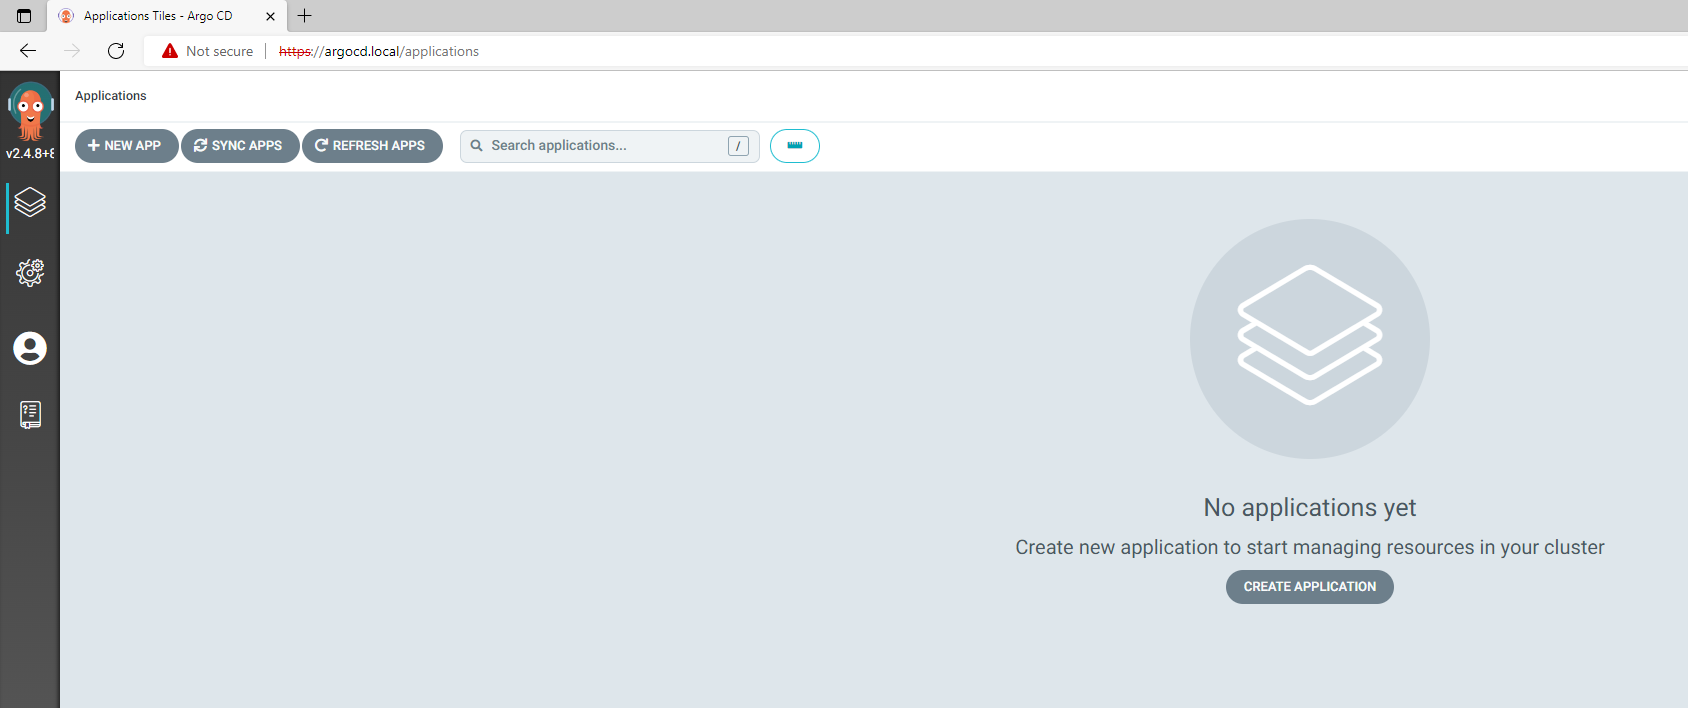 Applications Tiles - Argo CD
Not secure
https://argocd.local/applications
v2.4.8+8
Applications
NEW APP
SYNC APPS
REFRESH APPS
Search applications...
/
No applications yet
Create new application to start managing resources in your cluster
CREATE APPLICATION